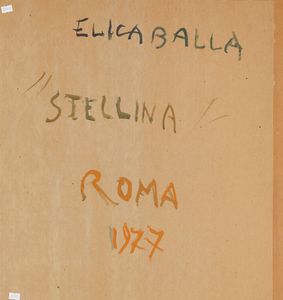 ELICA BALLA
"STELLINA"
ROMA
1977